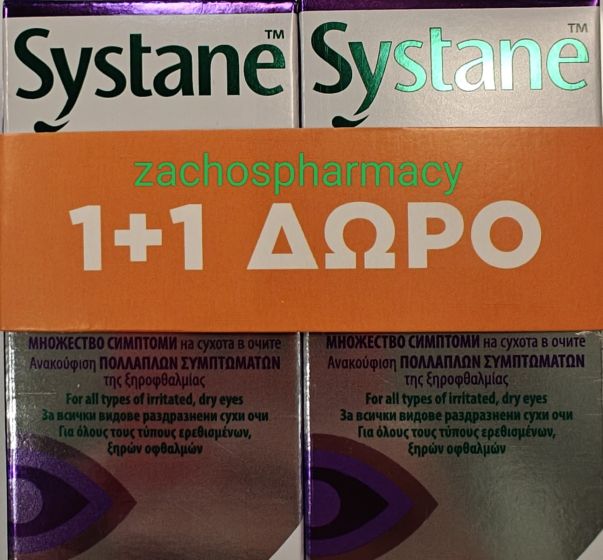 Systane™
Systane™
zachospharmacy
1+1 ΔΩΡΟ
МНОЖЕСТВО СИМПТОМИ на сухота в очите
Ανακούφιση ΠΟΛΛΑΠΛΩΝ ΣΥΜΠΤΩΜΑΤΩΝ
της ξηροφθαλμίας
For all types of irritated, dry eyes
За всички видове раздразнени сухи очи
Για όλους τους τύπους ερεθισμένων,
ξηρών οφθαλμών
МНОЖЕСТВО СИМПТОМИ на сухота в очите
Ανακούφιση ΠΟΛΛΑΠΛΩΝ ΣΥΜΠΤΩΜΑΤΩΝ
της ξηροφθαλμίας
For all types of irritated, dry eyes
За всички видове раздразнени сухи очи
Για όλους τους τύπους ερεθισμένων,
ξηρών οφθαλμών